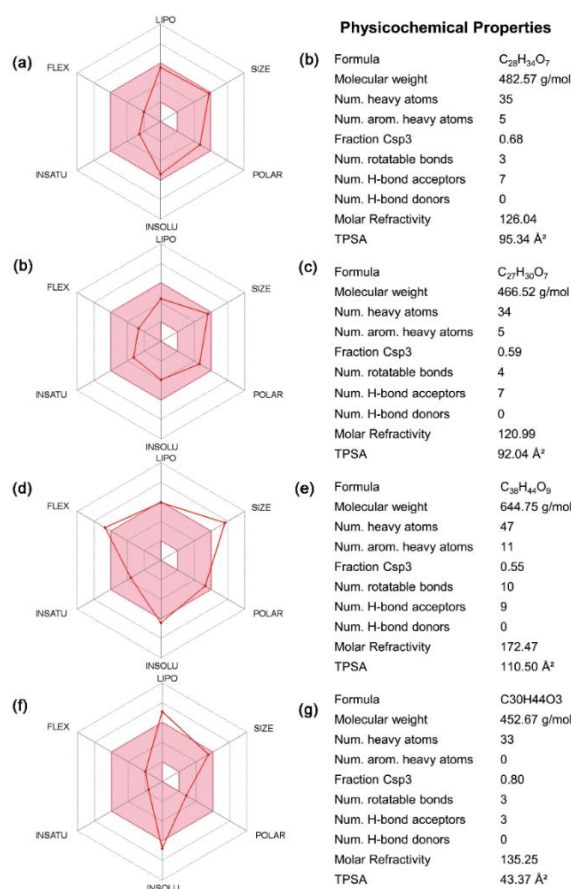 LIPO
(a)
FLEX
SIZE
INSATU
POLAR
INSOLU
Physicochemical Properties
(b)
Formula C₂₈H₃₄O₇
Molecular weight 482.57 g/mol
Num. heavy atoms 35
Num. arom. heavy atoms 5
Fraction Csp3 0.68
Num. rotatable bonds 3
Num. H-bond acceptors 7
Num. H-bond donors 0
Molar Refractivity 126.04
TPSA 95.34 Å²
LIPO
(b)
FLEX
SIZE
INSATU
POLAR
INSOLU
(c)
Formula C₂₇H₃₀O₇
Molecular weight 466.52 g/mol
Num. heavy atoms 34
Num. arom. heavy atoms 5
Fraction Csp3 0.59
Num. rotatable bonds 4
Num. H-bond acceptors 7
Num. H-bond donors 0
Molar Refractivity 120.99
TPSA 92.04 Å²
LIPO
(d)
FLEX
SIZE
INSATU
POLAR
INSOLU
(e)
Formula C₃₈H₄₄O₉
Molecular weight 644.75 g/mol
Num. heavy atoms 47
Num. arom. heavy atoms 11
Fraction Csp3 0.55
Num. rotatable bonds 10
Num. H-bond acceptors 9
Num. H-bond donors 0
Molar Refractivity 172.47
TPSA 110.50 Å²
LIPO
(f)
FLEX
SIZE
INSATU
POLAR
INSOLU
(g)
Formula C30H44O3
Molecular weight 452.67 g/mol
Num. heavy atoms 33
Num. arom. heavy atoms 0
Fraction Csp3 0.80
Num. rotatable bonds 3
Num. H-bond acceptors 3
Num. H-bond donors 0
Molar Refractivity 135.25
TPSA 43.37 Å²